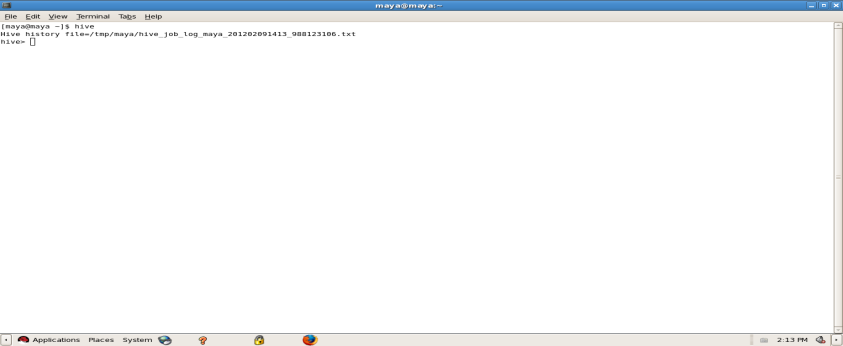 maya@maya:~
File Edit View Terminal Tabs Help
[maya@maya ~]$ hive
Hive history file=/tmp/maya/hive_job_log_maya_201202091413_988123106.txt
hive>
Applications Places System 2:13 PM